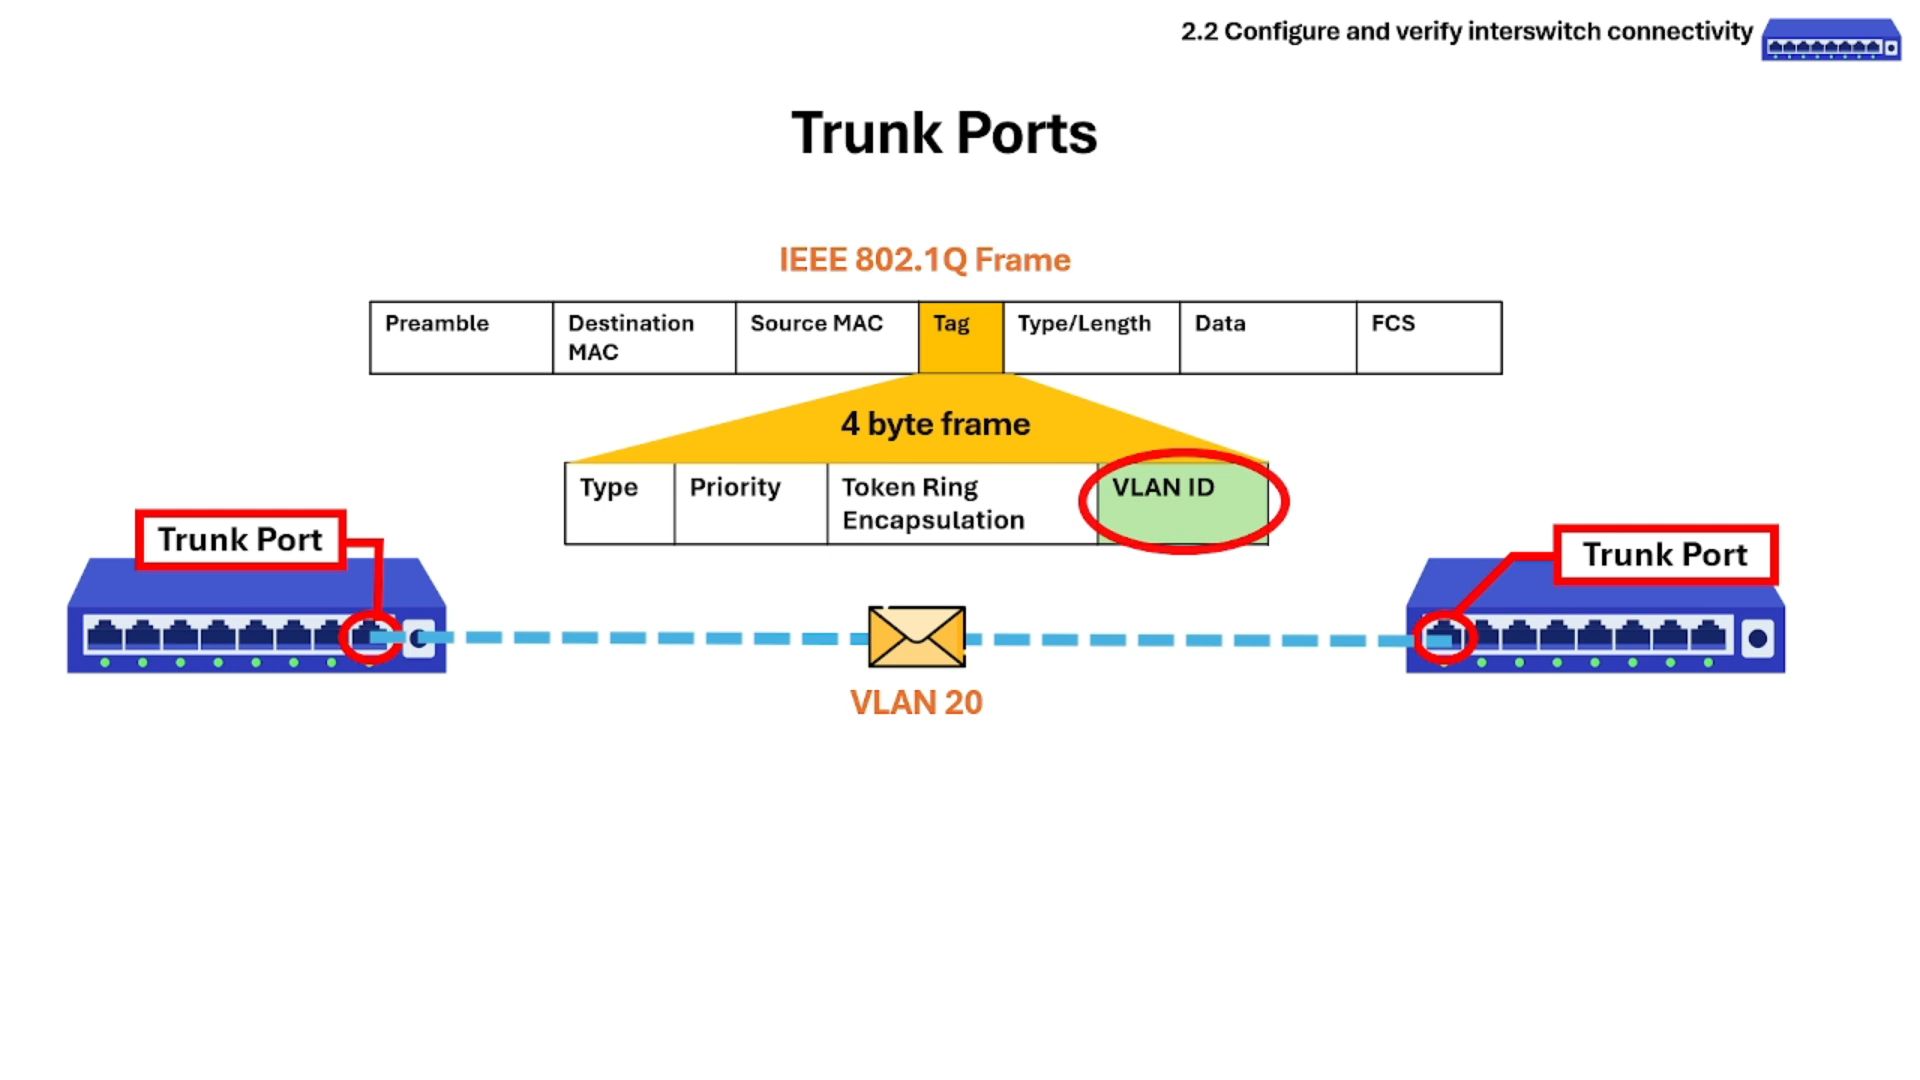 2.2 Configure and verify interswitch connectivity
Trunk Ports
IEEE 802.1Q Frame
Preamble
Destination
MAC
Source MAC
Tag
Type/Length
Data
FCS
4 byte frame
Type
Priority
Token Ring
Encapsulation
VLAN ID
Trunk Port
Trunk Port
VLAN 20